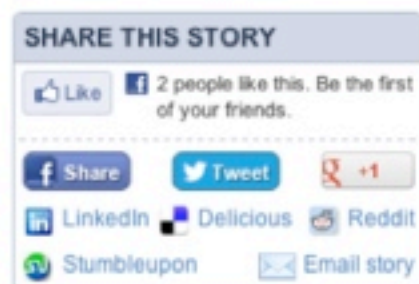 SHARE THIS STORY
Like
2 people like this. Be the first
of your friends.
f Share Tweet g +1
in LinkedIn Delicious Reddit
Stumbleupon Email story